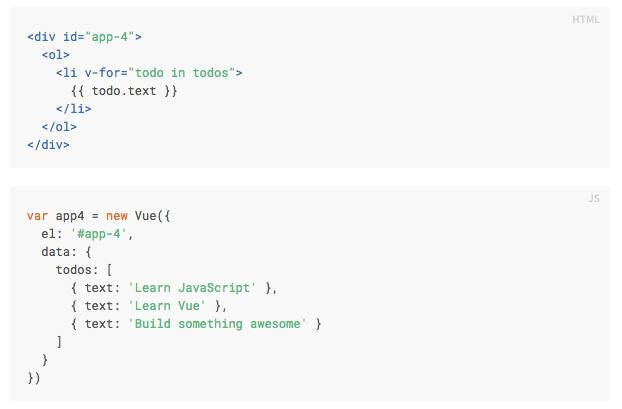 HTML
<div id="app-4">
  <ol>
    <li v-for="todo in todos">
      {{ todo.text }}
    </li>
  </ol>
</div>
JS
var app4 = new Vue({
  el: '#app-4',
  data: {
    todos: [
      { text: 'Learn JavaScript' },
      { text: 'Learn Vue' },
      { text: 'Build something awesome' }
    ]
  }
})